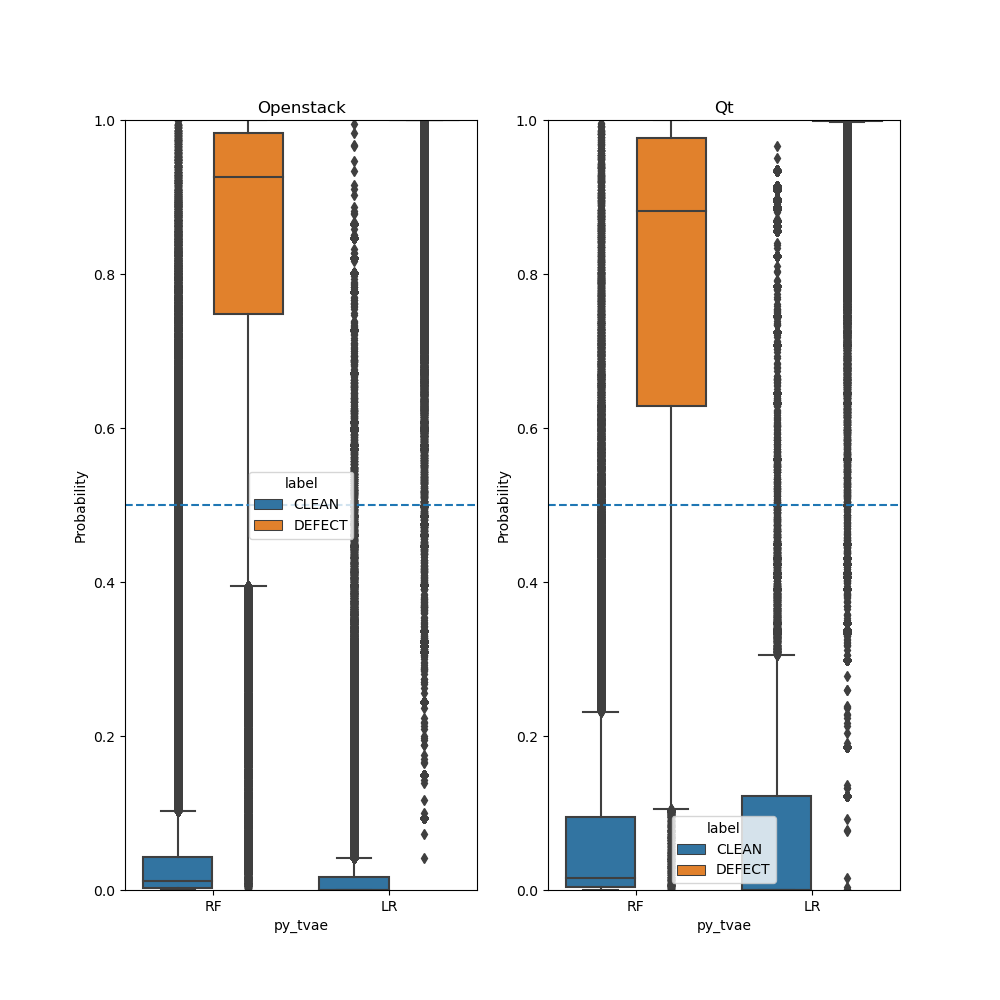 Openstack
1.0
0.8
0.6
0.4
0.2
0.0
Probability
label
CLEAN
DEFECT
RF
LR
py_tvae
Qt
1.0
0.8
0.6
0.4
0.2
0.0
Probability
label
CLEAN
DEFECT
RF
LR
py_tvae